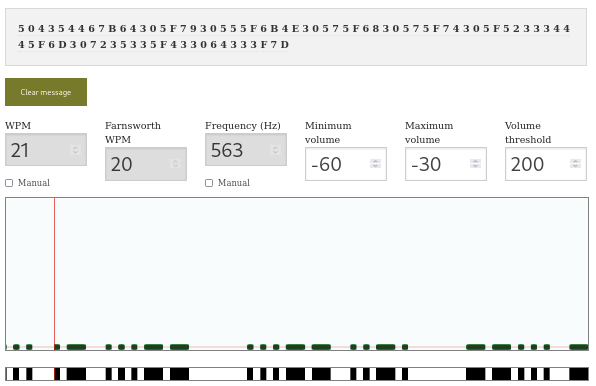 5 0 4 3 5 4 4 6 7 B 6 4 3 0 5 F 7 9 3 0 5 5 5 F 6 B 4 E 3 0 5 7 5 F 6 8 3 0 5 7 5 F 7 4 3 0 5 F 5 2 3 3 3 4 4
4 5 F 6 D 3 0 7 2 3 5 3 3 5 F 4 3 3 0 6 4 3 3 3 F 7 D
Clear message
WPM Farnsworth WPM Frequency (Hz) Minimum volume Maximum volume Volume threshold
21 20 563 -60 -30 200
Manual Manual